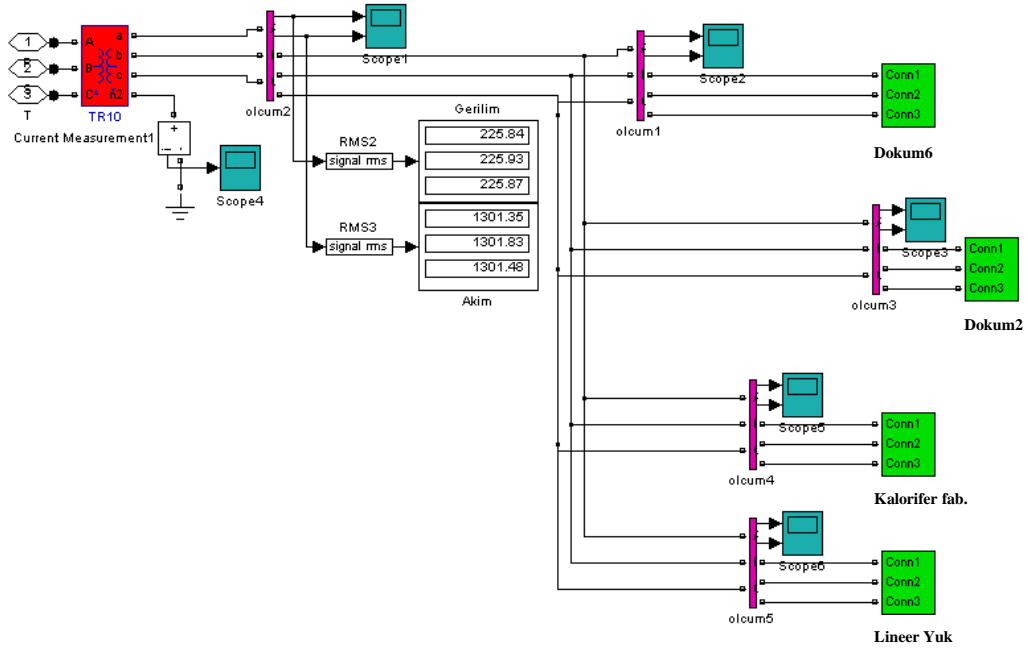 1
2
3
R
S
T
A
B
C
a
b
c
n2
TR10
Current Measurement1
+
-
Scope4
olcum2
Scope1
RMS2
signal rms
RMS3
signal rms
Gerilim
225.84
225.93
225.87
1301.35
1301.83
1301.48
Akim
olcum1
Scope2
Conn1
Conn2
Conn3
Dokum6
olcum3
Scope3
Conn1
Conn2
Conn3
Dokum2
olcum4
Scope5
Conn1
Conn2
Conn3
Kalorifer fab.
olcum5
Scope6
Conn1
Conn2
Conn3
Lineer Yuk